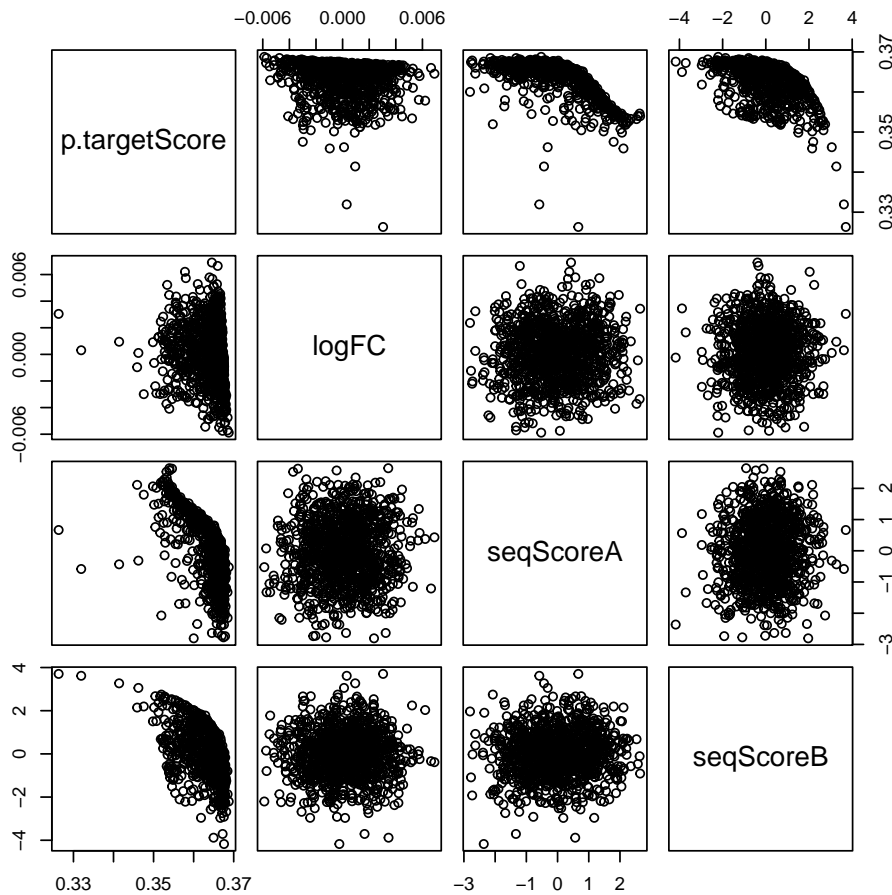 −0.006 0.000 0.006 −4 −2 0 2 4
p.targetScore
0.33 0.35 0.37
−0.006 0.000 0.006
logFC
seqScoreA
−3 −1 0 1 2
−4 −2 0 2 4
seqScoreB
0.33 0.35 0.37 −3 −1 0 1 2